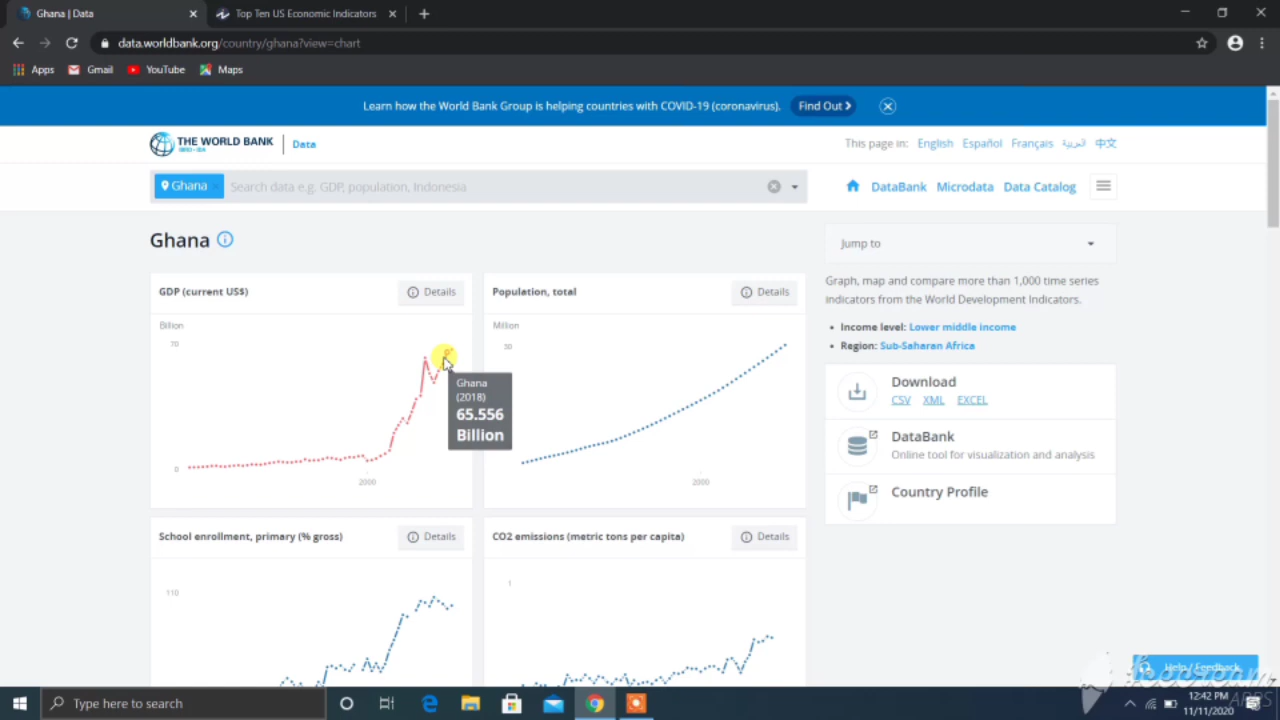 Ghana | Data
Top Ten US Economic Indicators
data.worldbank.org/country/ghana?view=chart
Apps Gmail YouTube Maps
Learn how the World Bank Group is helping countries with COVID-19 (coronavirus). Find Out
THE WORLD BANK
IBRD • IDA
Data
This page in: English Español Français العربية 中文
Ghana
Search data e.g. GDP, population, Indonesia
DataBank Microdata Data Catalog
Ghana
Jump to
Graph, map and compare more than 1,000 time series
indicators from the World Development Indicators.
Income level: Lower middle income
Region: Sub-Saharan Africa
Download
CSV XML EXCEL
DataBank
Online tool for visualization and analysis
Country Profile
GDP (current US$) Details
Billion
70
0
2000
Ghana
(2018)
65.556
Billion
Population, total Details
Million
30
2000
School enrollment, primary (% gross) Details
110
CO2 emissions (metric tons per capita) Details
1
Help / Feedback
APPS
Type here to search
12:42 PM
11/11/2020